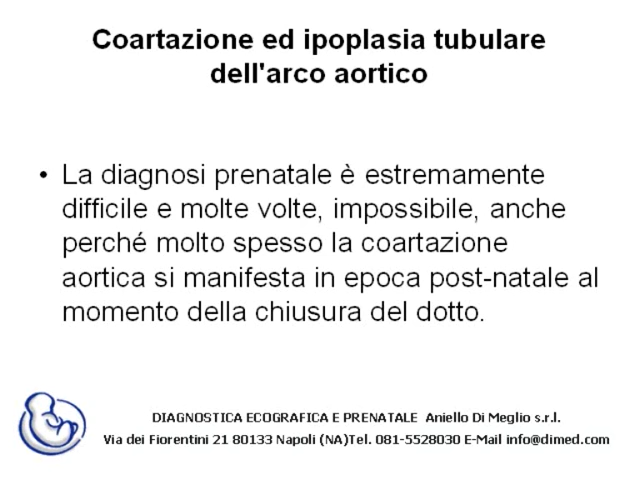 Coartazione ed ipoplasia tubulare
dell'arco aortico
• La diagnosi prenatale è estremamente
difficile e molte volte, impossibile, anche
perché molto spesso la coartazione
aortica si manifesta in epoca post-natale al
momento della chiusura del dotto.
DIAGNOSTICA ECOGRAFICA E PRENATALE Aniello Di Meglio s.r.l.
Via dei Fiorentini 21 80133 Napoli (NA)Tel. 081-5528030 E-Mail info@dimed.com